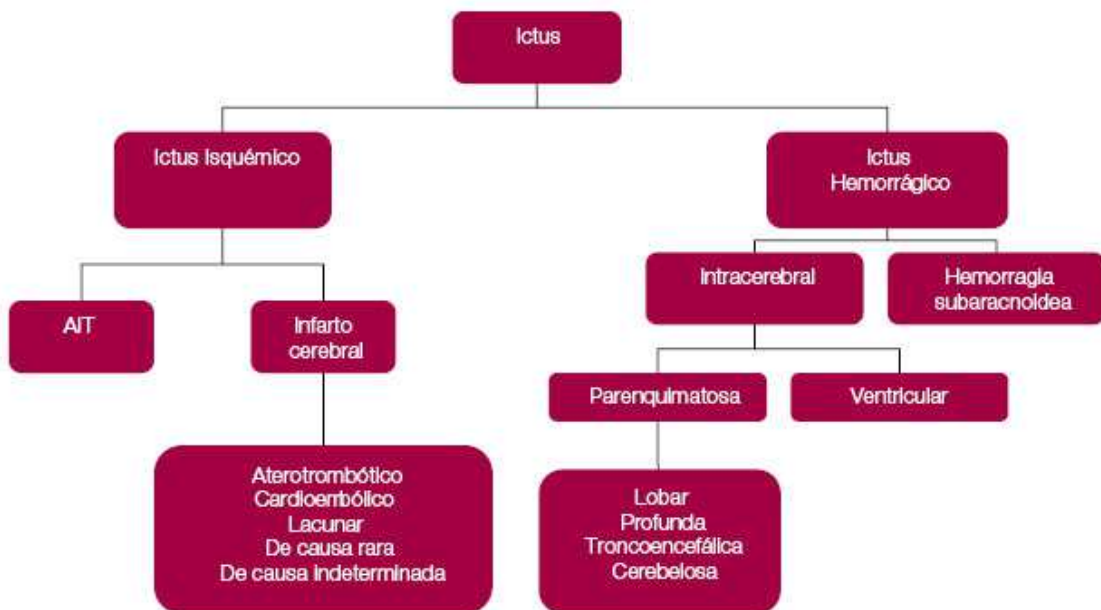 Ictus
Ictus Isquémico
Ictus
Hemorrágico
AIT
Infarto
cerebral
Intracerebral
Hemorragia
subaracnoidea
Parenquimatosa
Ventricular
Aterotrombótico
Cardioembólico
Lacunar
De causa rara
De causa indeterminada
Lobar
Profunda
Troncoencefálica
Cerebelosa